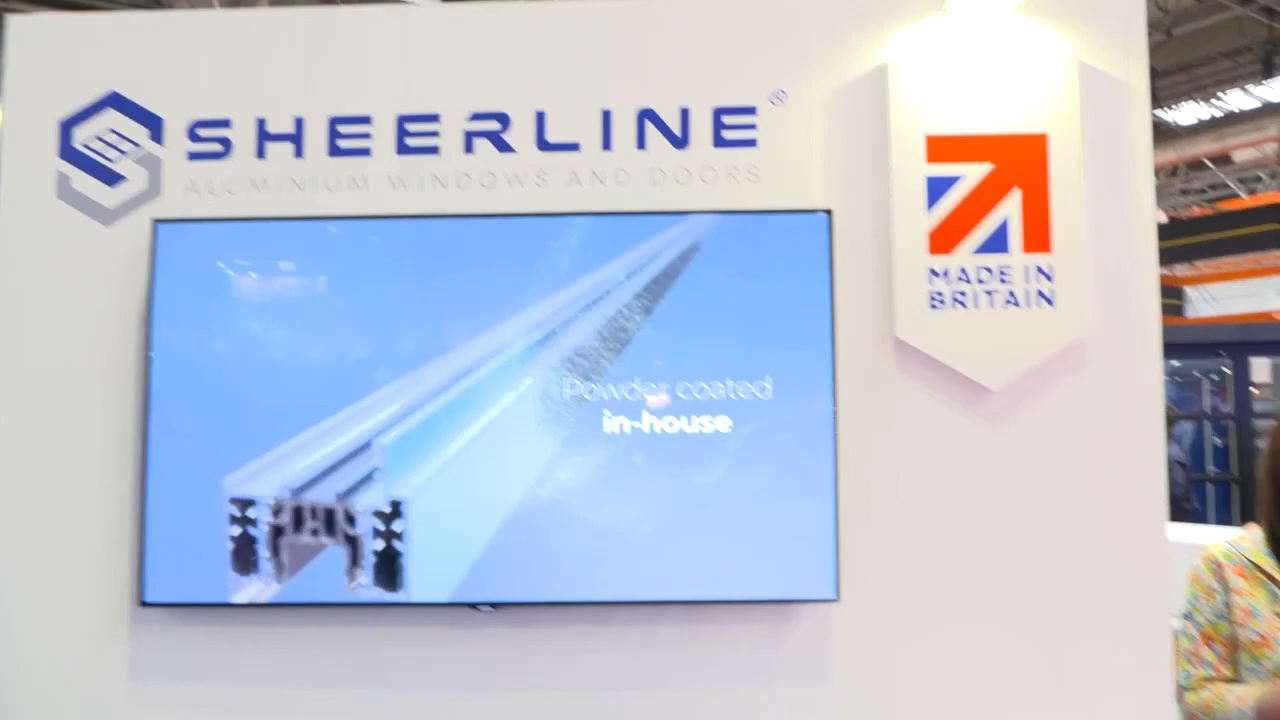 SHEERLINE®
ALUMINIUM WINDOWS AND DOORS
MADE IN
BRITAIN
Powder coated
in-house